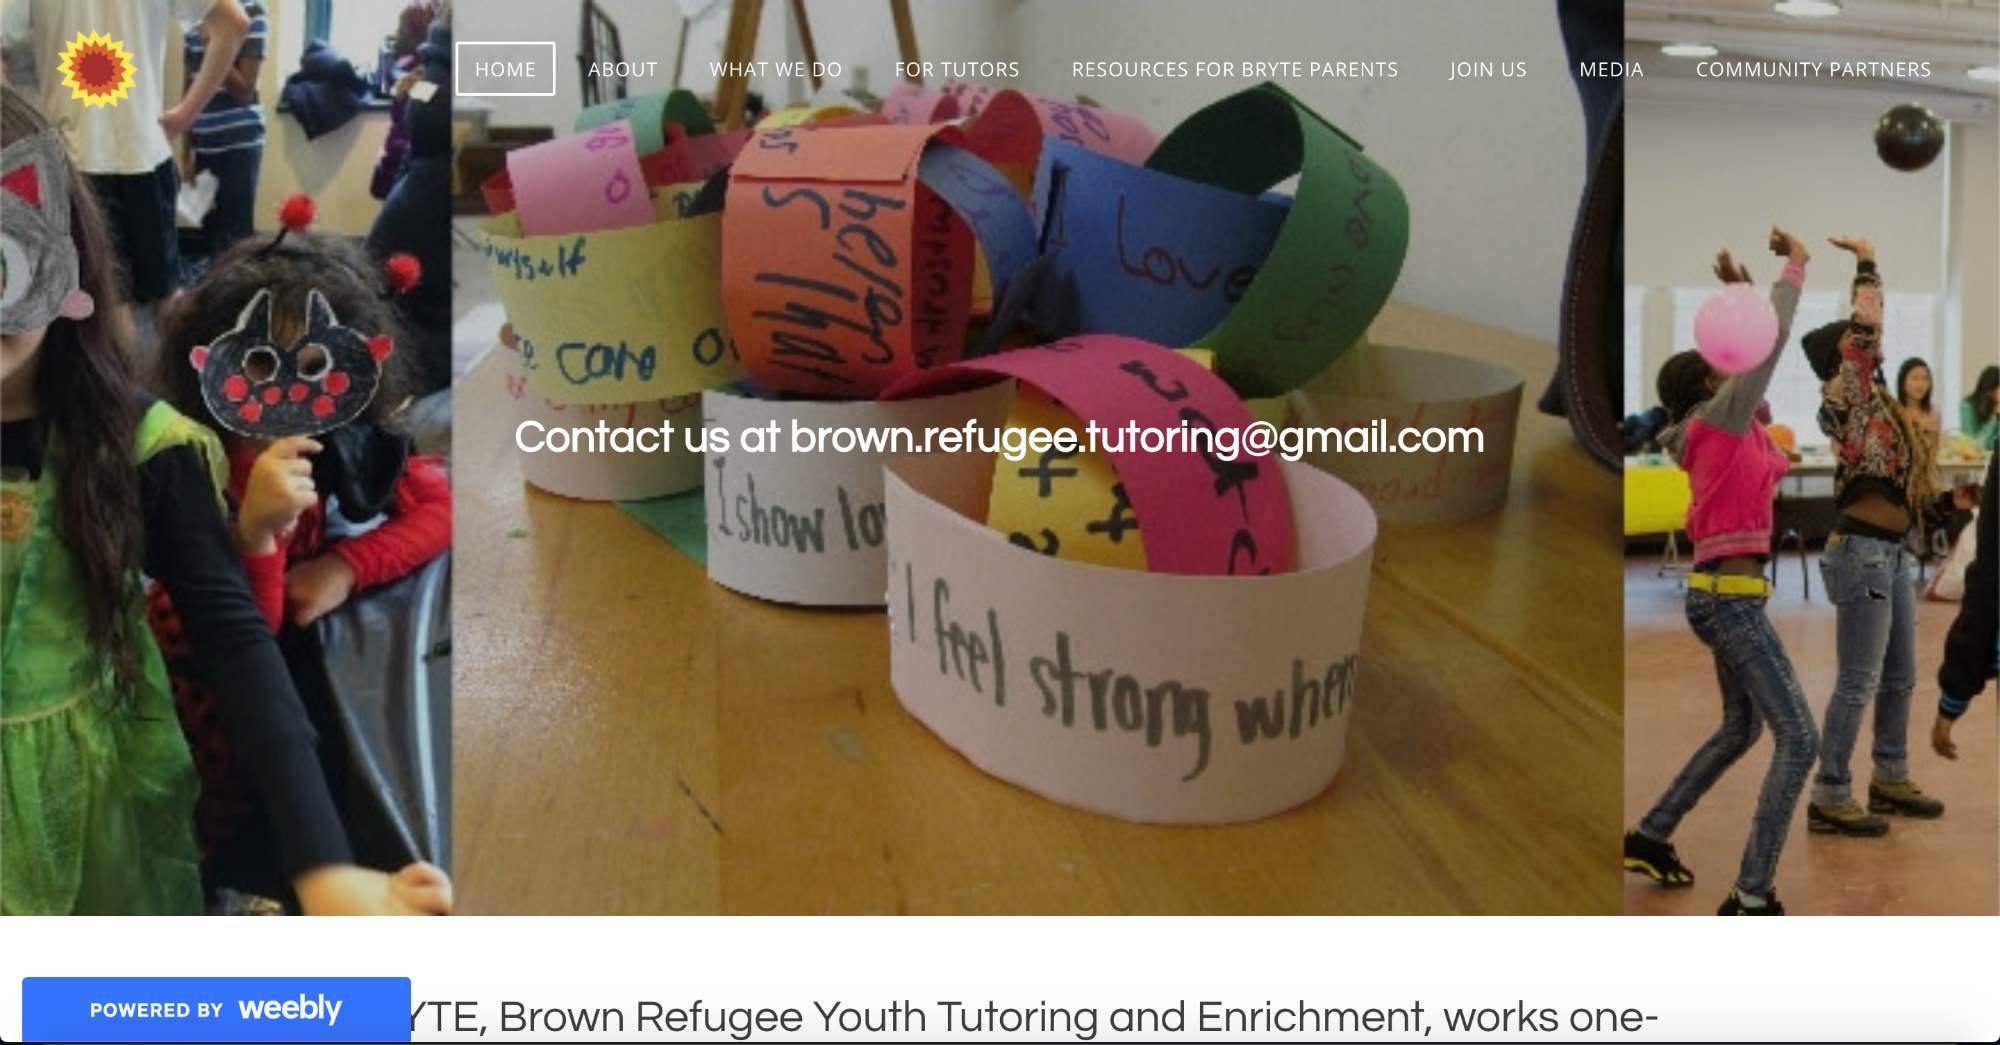 HOME ABOUT WHAT WE DO FOR TUTORS RESOURCES FOR BRYTE PARENTS JOIN US MEDIA COMMUNITY PARTNERS
myself
care
helps
love
Contact us at brown.refugee.tutoring@gmail.com
I show
I feel strong when
POWERED BY weebly
YTE, Brown Refugee Youth Tutoring and Enrichment, works one-